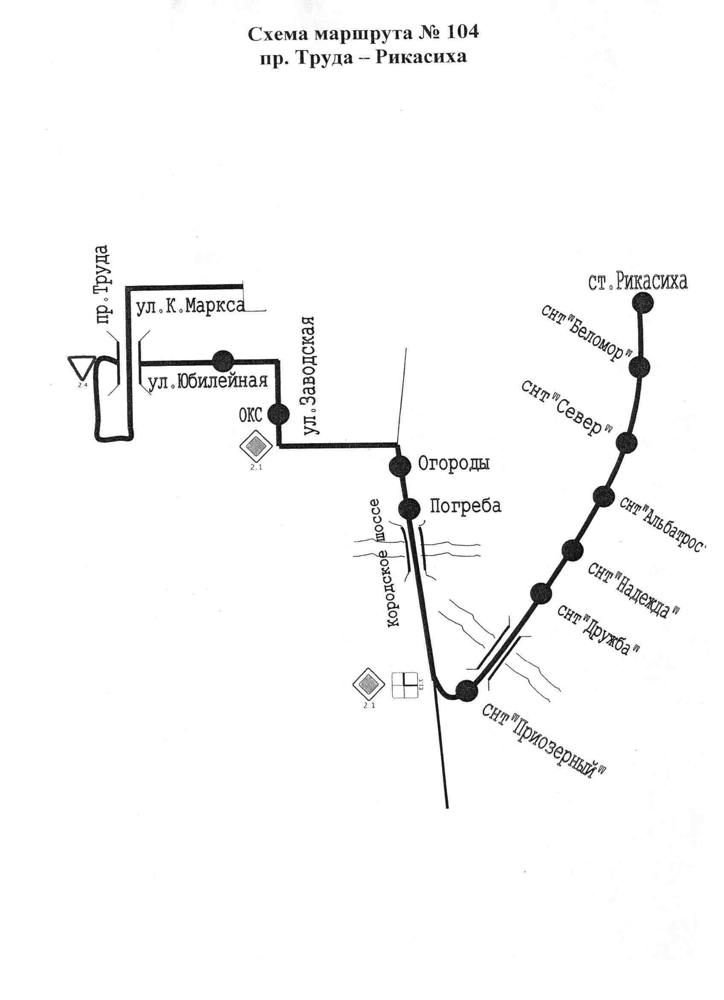 Схема маршрута № 104
пр. Труда – Рикасиха
пр.Труда
ул.К.Маркса
ст.Рикасиха
снт"Беломор"
ул.Заводская
2.4
ул.Юбилейная
снт"Север"
ОКС
2.1
Огороды
Погреба
Кородское шоссе
снт"Альбатрос"
снт"Надежда"
снт"Дружба"
2.1
7.13
снт"Приозерный"